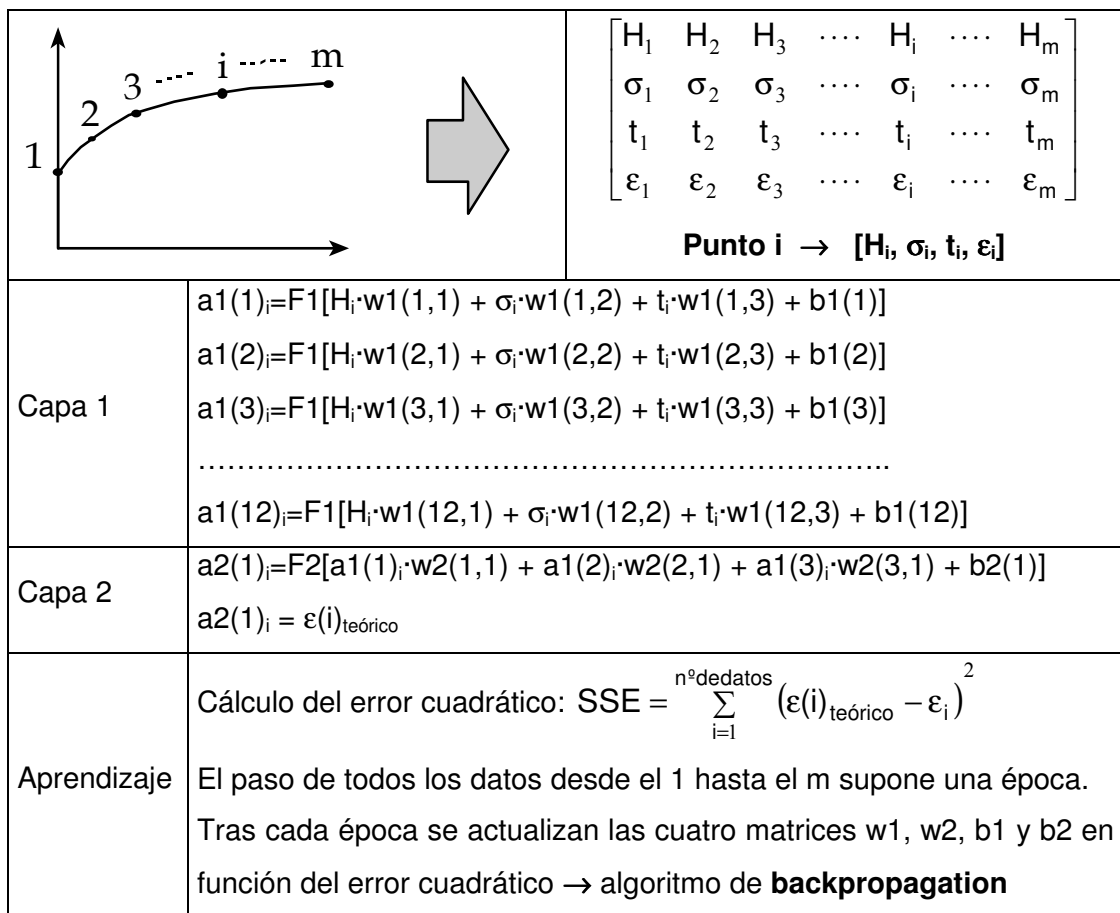 1 2 3 i m
H₁ H₂ H₃ ···· Hᵢ ···· Hₘ
σ₁ σ₂ σ₃ ···· σᵢ ···· σₘ
t₁ t₂ t₃ ···· tᵢ ···· tₘ
ε₁ ε₂ ε₃ ···· εᵢ ···· εₘ
Punto i → [Hᵢ, σᵢ, tᵢ, εᵢ]
Capa 1
a1(1)ᵢ=F1[Hᵢ·w1(1,1) + σᵢ·w1(1,2) + tᵢ·w1(1,3) + b1(1)]
a1(2)ᵢ=F1[Hᵢ·w1(2,1) + σᵢ·w1(2,2) + tᵢ·w1(2,3) + b1(2)]
a1(3)ᵢ=F1[Hᵢ·w1(3,1) + σᵢ·w1(3,2) + tᵢ·w1(3,3) + b1(3)]
…………………………………………………………..
a1(12)ᵢ=F1[Hᵢ·w1(12,1) + σᵢ·w1(12,2) + tᵢ·w1(12,3) + b1(12)]
Capa 2
a2(1)ᵢ=F2[a1(1)ᵢ·w2(1,1) + a1(2)ᵢ·w2(2,1) + a1(3)ᵢ·w2(3,1) + b2(1)]
a2(1)ᵢ = ε(i)teórico
Aprendizaje
Cálculo del error cuadrático: SSE = nºdedatos ∑ i=1 (ε(i)teórico − εᵢ)²
El paso de todos los datos desde el 1 hasta el m supone una época.
Tras cada época se actualizan las cuatro matrices w1, w2, b1 y b2 en
función del error cuadrático → algoritmo de backpropagation